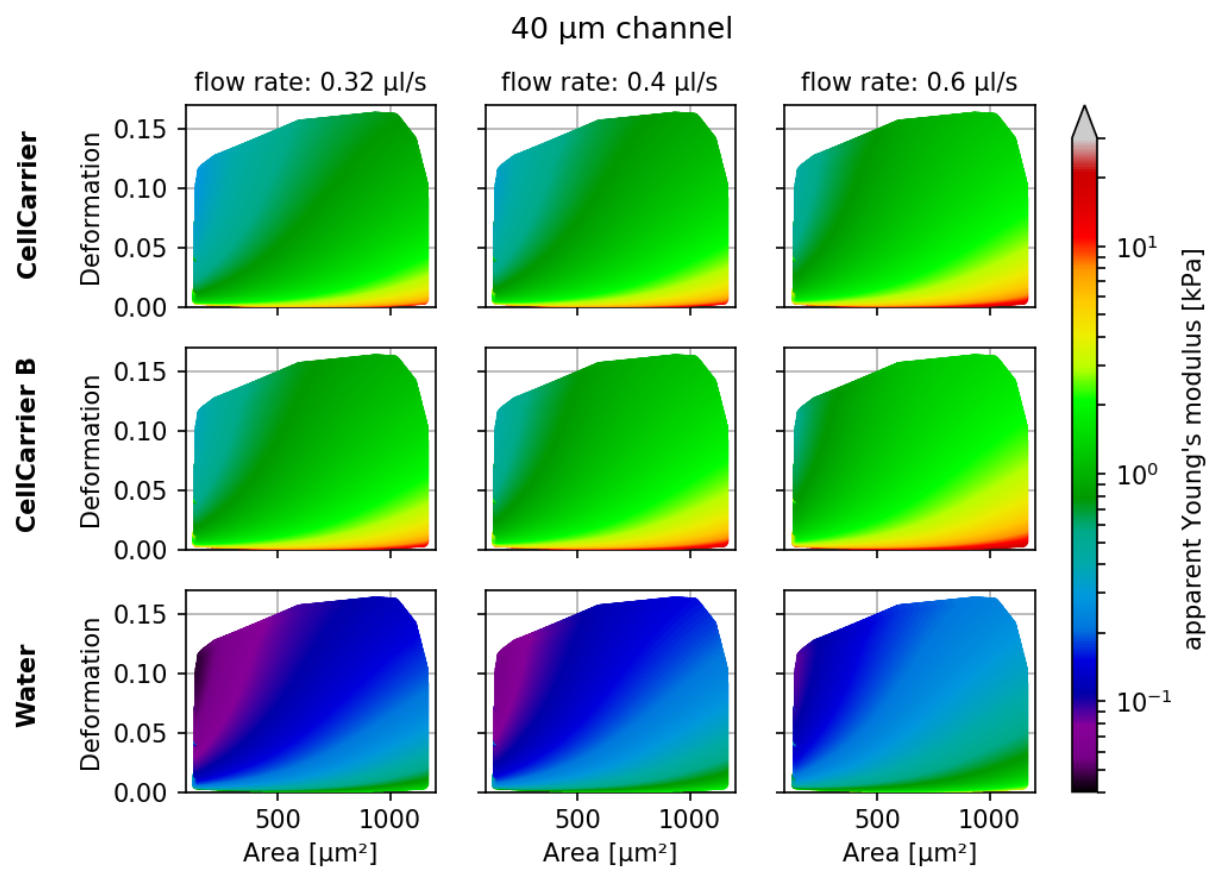 40 µm channel
flow rate: 0.32 µl/s
flow rate: 0.4 µl/s
flow rate: 0.6 µl/s
CellCarrier
Deformation
0.15
0.10
0.05
0.00
CellCarrier B
Deformation
0.15
0.10
0.05
0.00
Water
Deformation
0.15
0.10
0.05
0.00
500
1000
Area [µm²]
500
1000
Area [µm²]
500
1000
Area [µm²]
10¹
10⁰
10⁻¹
apparent Young's modulus [kPa]